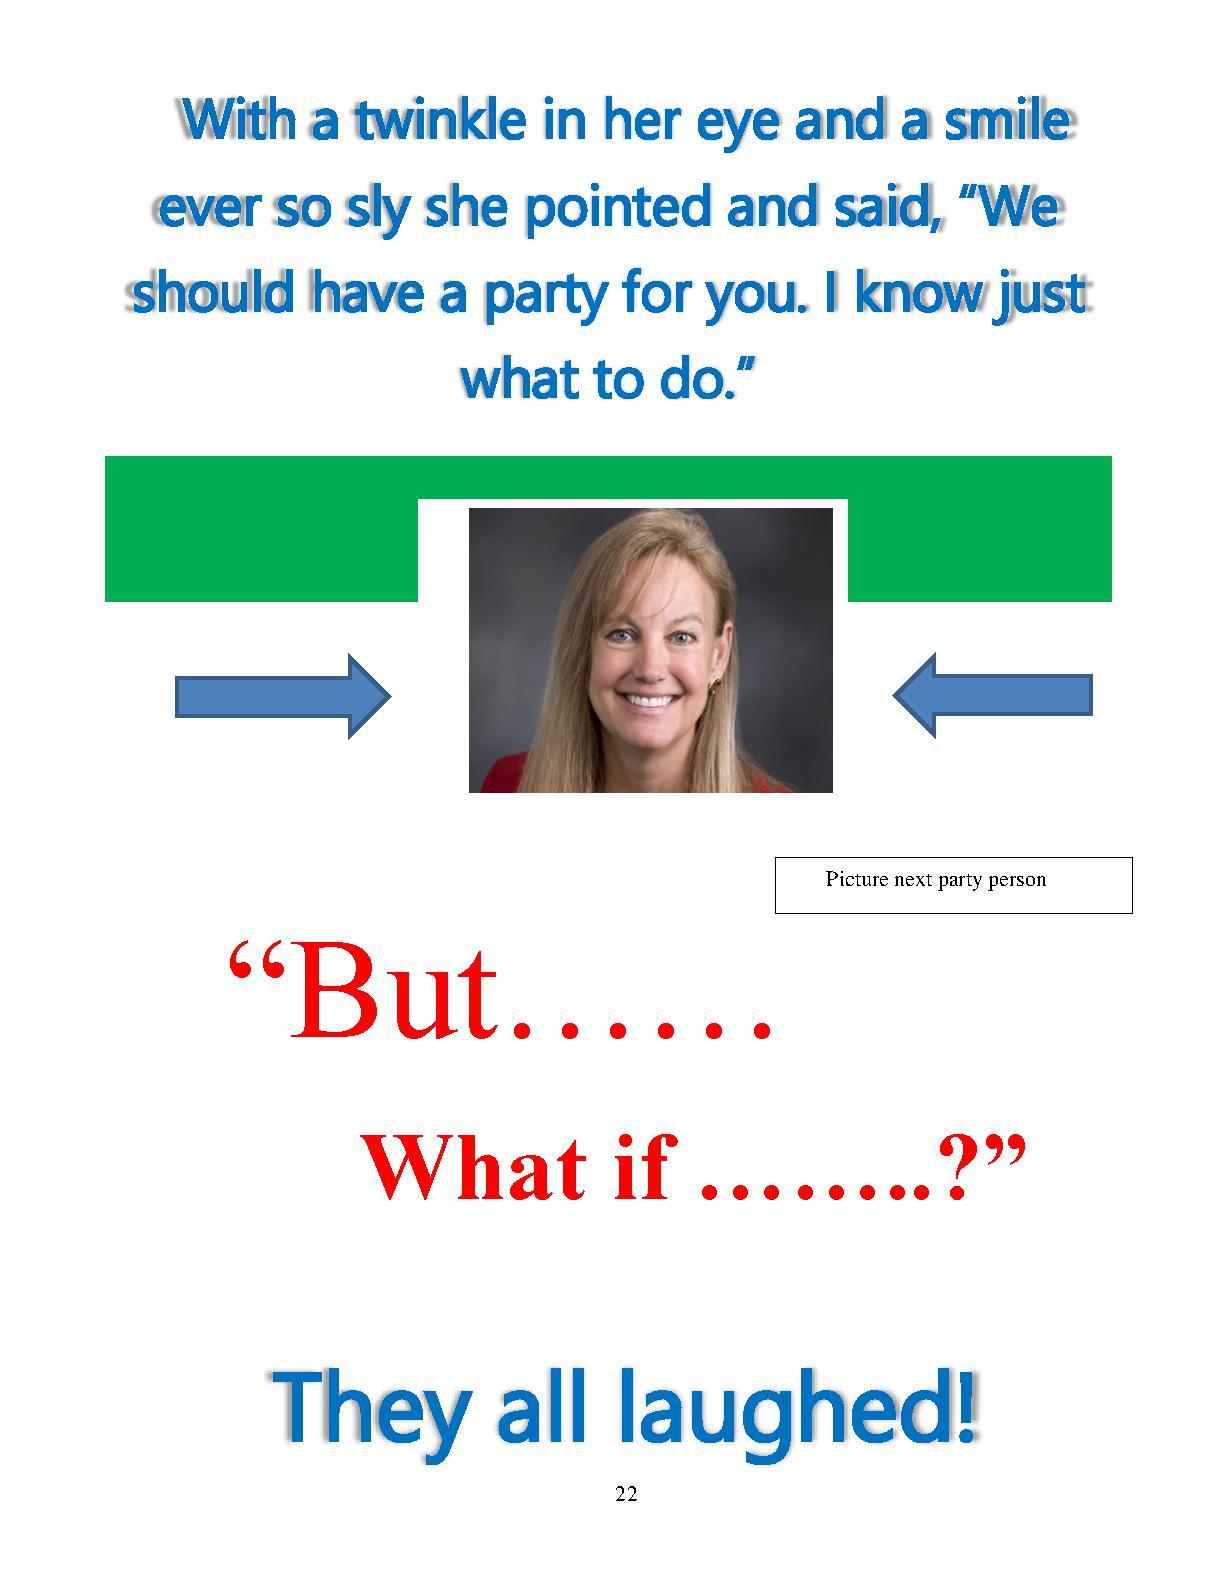 With a twinkle in her eye and a smile
ever so sly she pointed and said, “We
should have a party for you. I know just
what to do.”
Picture next party person
“But……
What if ……..?”
They all laughed!
22